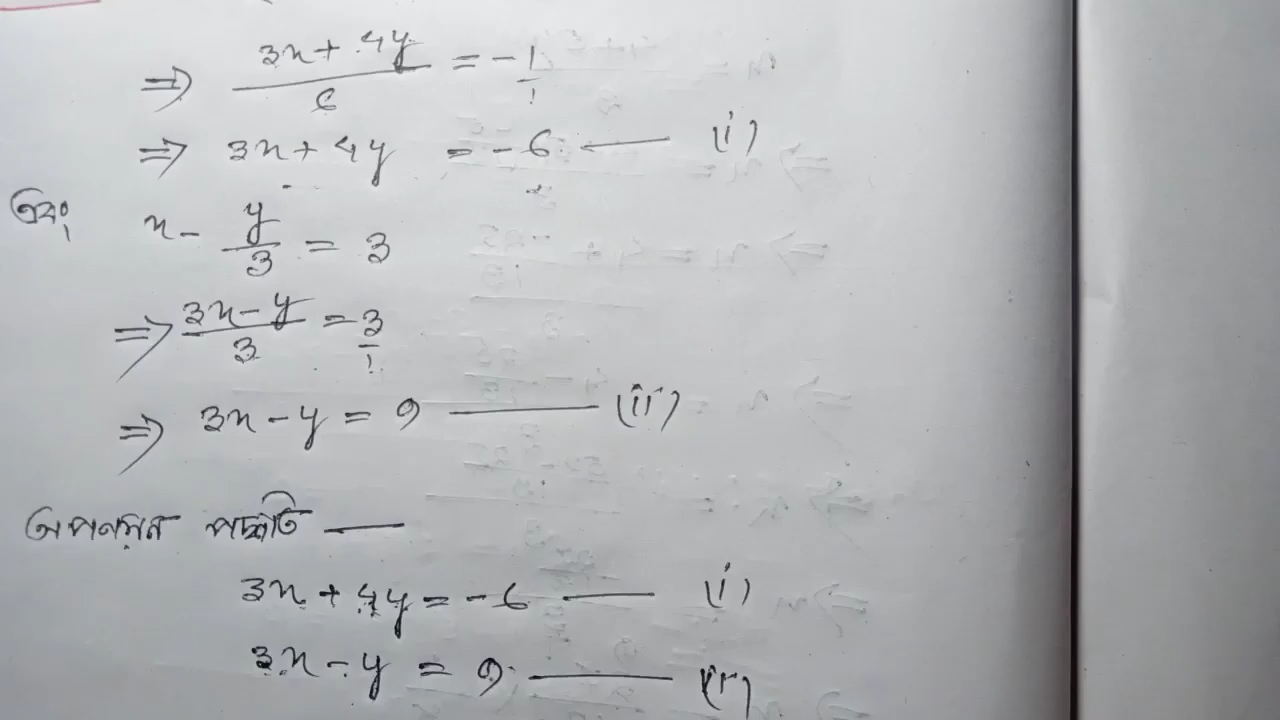 ⇒ (3x + 4y)/6 = -1/1
⇒ 3x + 4y = -6 —— (i)
এবং, x - y/3 = 3
⇒ (3x - y)/3 = 3/1
⇒ 3x - y = 9 —— (ii)
অপনয়ন পদ্ধতি —
3x + 4y = -6 —— (i)
3x - y = 9 —— (ii)